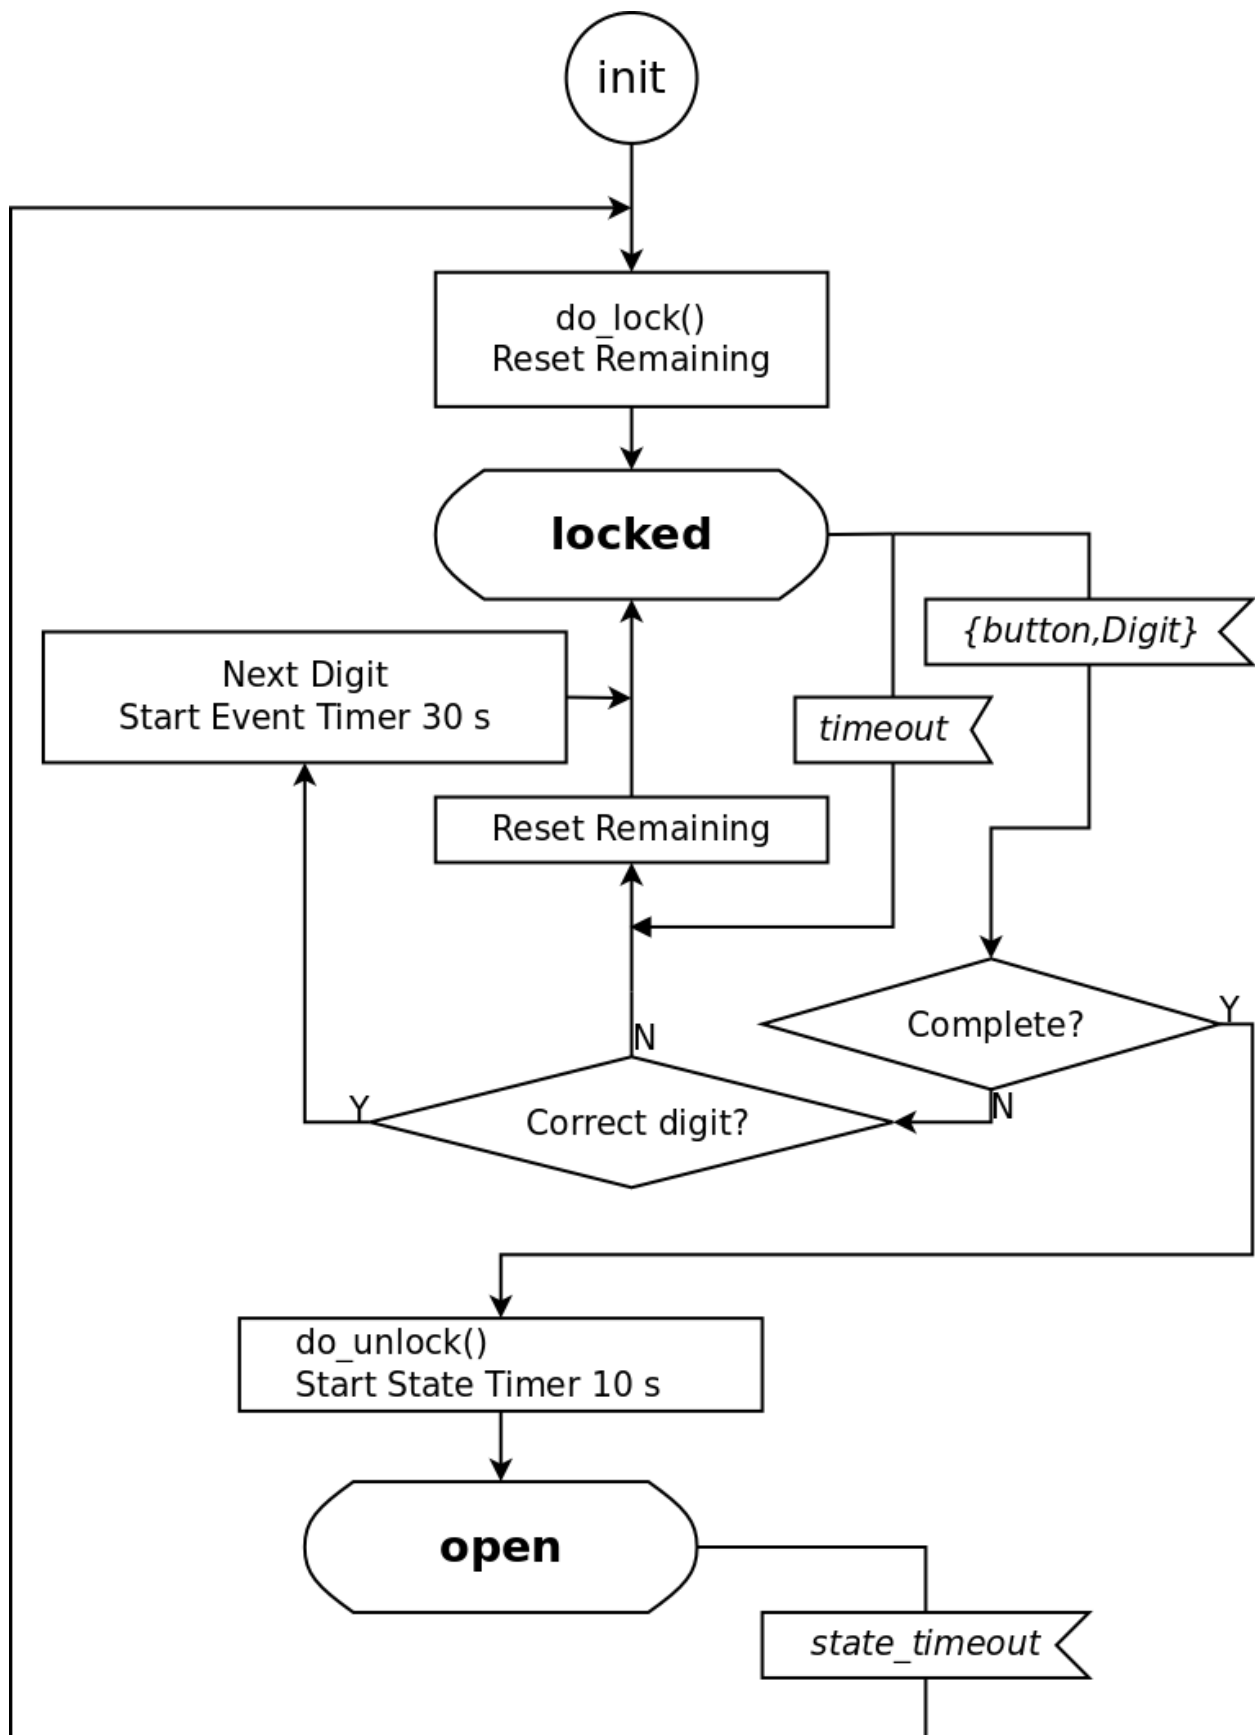 init
do_lock()
Reset Remaining
locked
{button,Digit}
Next Digit
Start Event Timer 30 s
timeout
Reset Remaining
Complete?
Y
N
N
Y
Correct digit?
do_unlock()
Start State Timer 10 s
open
state_timeout